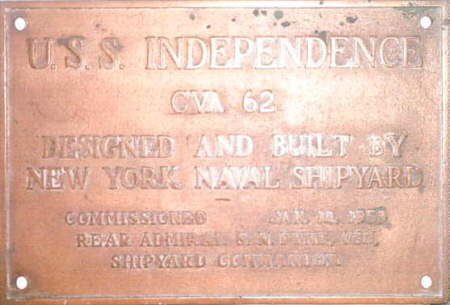 U.S.S. INDEPENDENCE
CVA 62
DESIGNED AND BUILT BY
NEW YORK NAVAL SHIPYARD
COMMISSIONED JAN. 10, 1959
REAR ADMIRAL S. N.
SHIPYARD COMMANDER